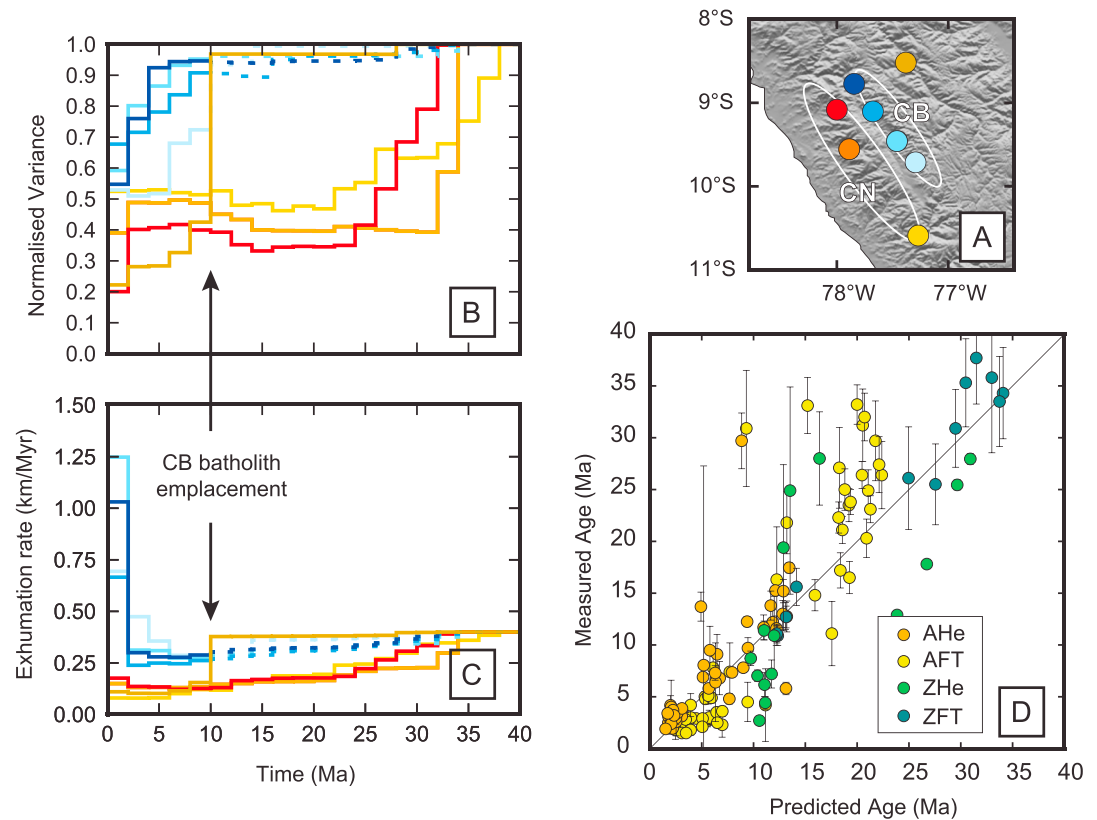 1.0
0.9
0.8
0.7
0.6
0.5
0.4
0.3
0.2
0.1
0.0
Normalised Variance
B
1.50
1.25
1.00
0.75
0.50
0.25
0.00
Exhumation rate (km/Myr)
CB batholith
emplacement
C
0 5 10 15 20 25 30 35 40
Time (Ma)
8°S
9°S
10°S
11°S
CB
CN
A
78°W 77°W
40
35
30
25
20
15
10
5
0
Measured Age (Ma)
AHe
AFT
ZHe
ZFT
D
0 5 10 15 20 25 30 35 40
Predicted Age (Ma)